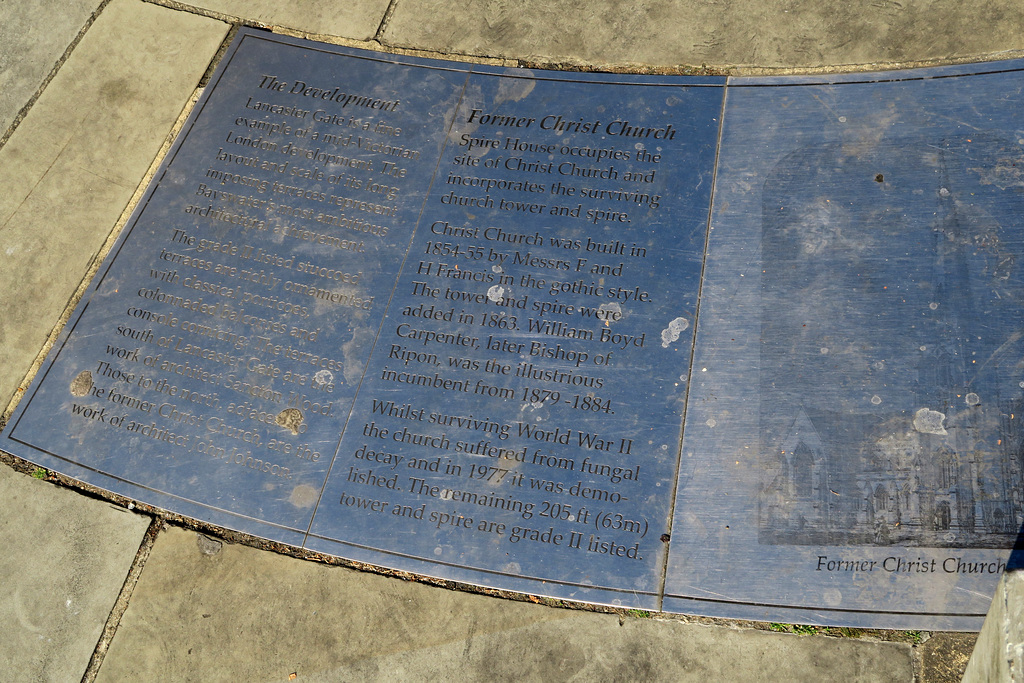 The Development
Lancaster Gate is a fine
example of a mid-Victorian
London development. The
layout and scale of its long
imposing terraces represent
Bayswater's most ambitious
architectural achievement.
The grade II listed stuccoed
terraces are richly ornamented
with classical porticoes,
colonnaded balconies and
console cornicing. The terraces
south of Lancaster Gate are the
work of architect Sancton Wood.
Those to the north, adjacent to
the former Christ Church, are the
work of architect John Johnson.
Former Christ Church
Spire House occupies the
site of Christ Church and
incorporates the surviving
church tower and spire.
Christ Church was built in
1854-55 by Messrs F and
H Francis in the gothic style.
The tower and spire were
added in 1863. William Boyd
Carpenter, later Bishop of
Ripon, was the illustrious
incumbent from 1879 -1884.
Whilst surviving World War II
the church suffered from fungal
decay and in 1977 it was demo-
lished. The remaining 205 ft (63m)
tower and spire are grade II listed.
Former Christ Church